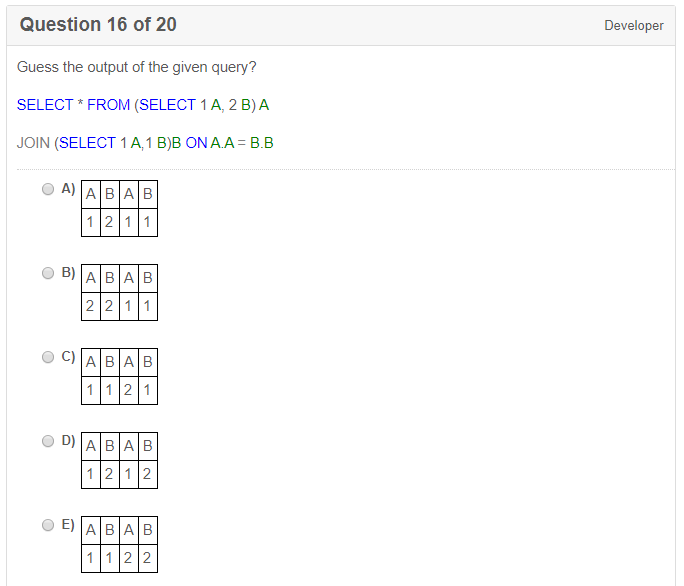 Question 16 of 20 Developer
Guess the output of the given query?
SELECT * FROM (SELECT 1 A, 2 B) A
JOIN (SELECT 1 A,1 B)B ON A.A = B.B
A) A B A B
1 2 1 1
B) A B A B
2 2 1 1
C) A B A B
1 1 2 1
D) A B A B
1 2 1 2
E) A B A B
1 1 2 2